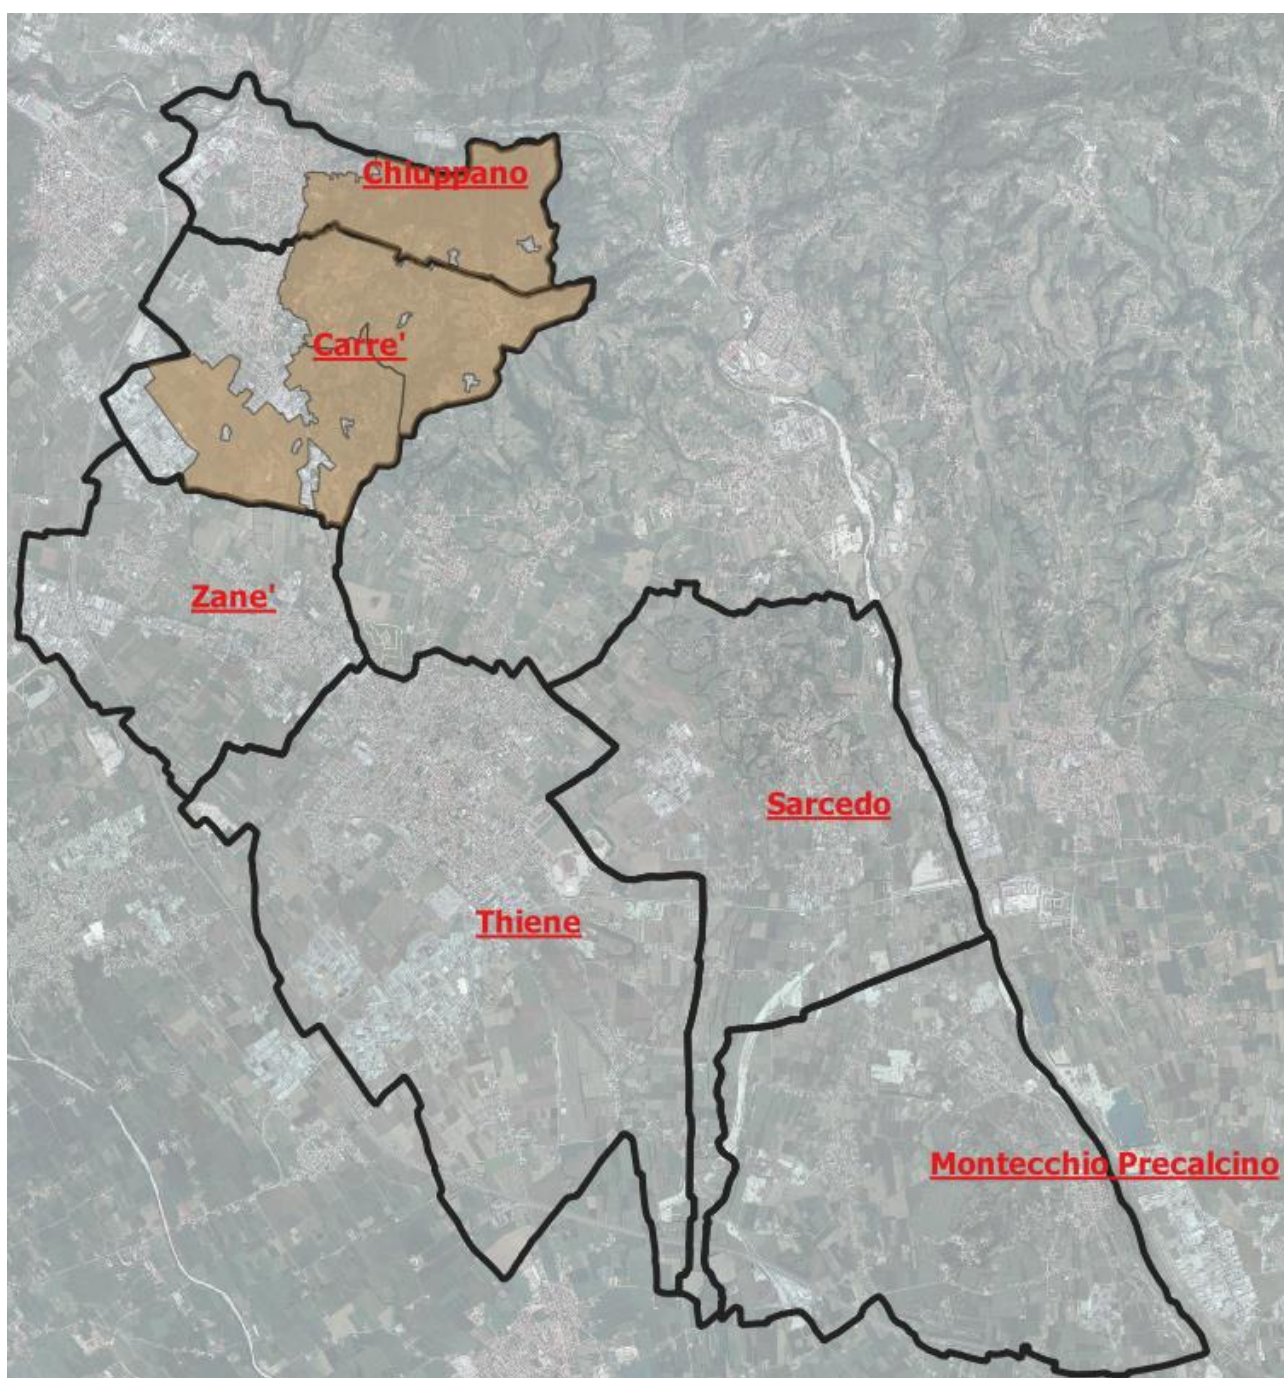 Chiuppano
Carre'
Zane'
Sarcedo
Thiene
Montecchio Precalcino